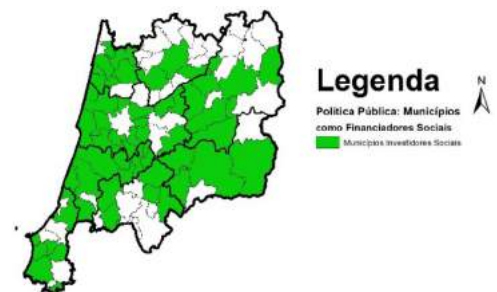 Legenda
N
Política Pública: Municípios
como Financiadores Sociais
Municípios Investidores Sociais